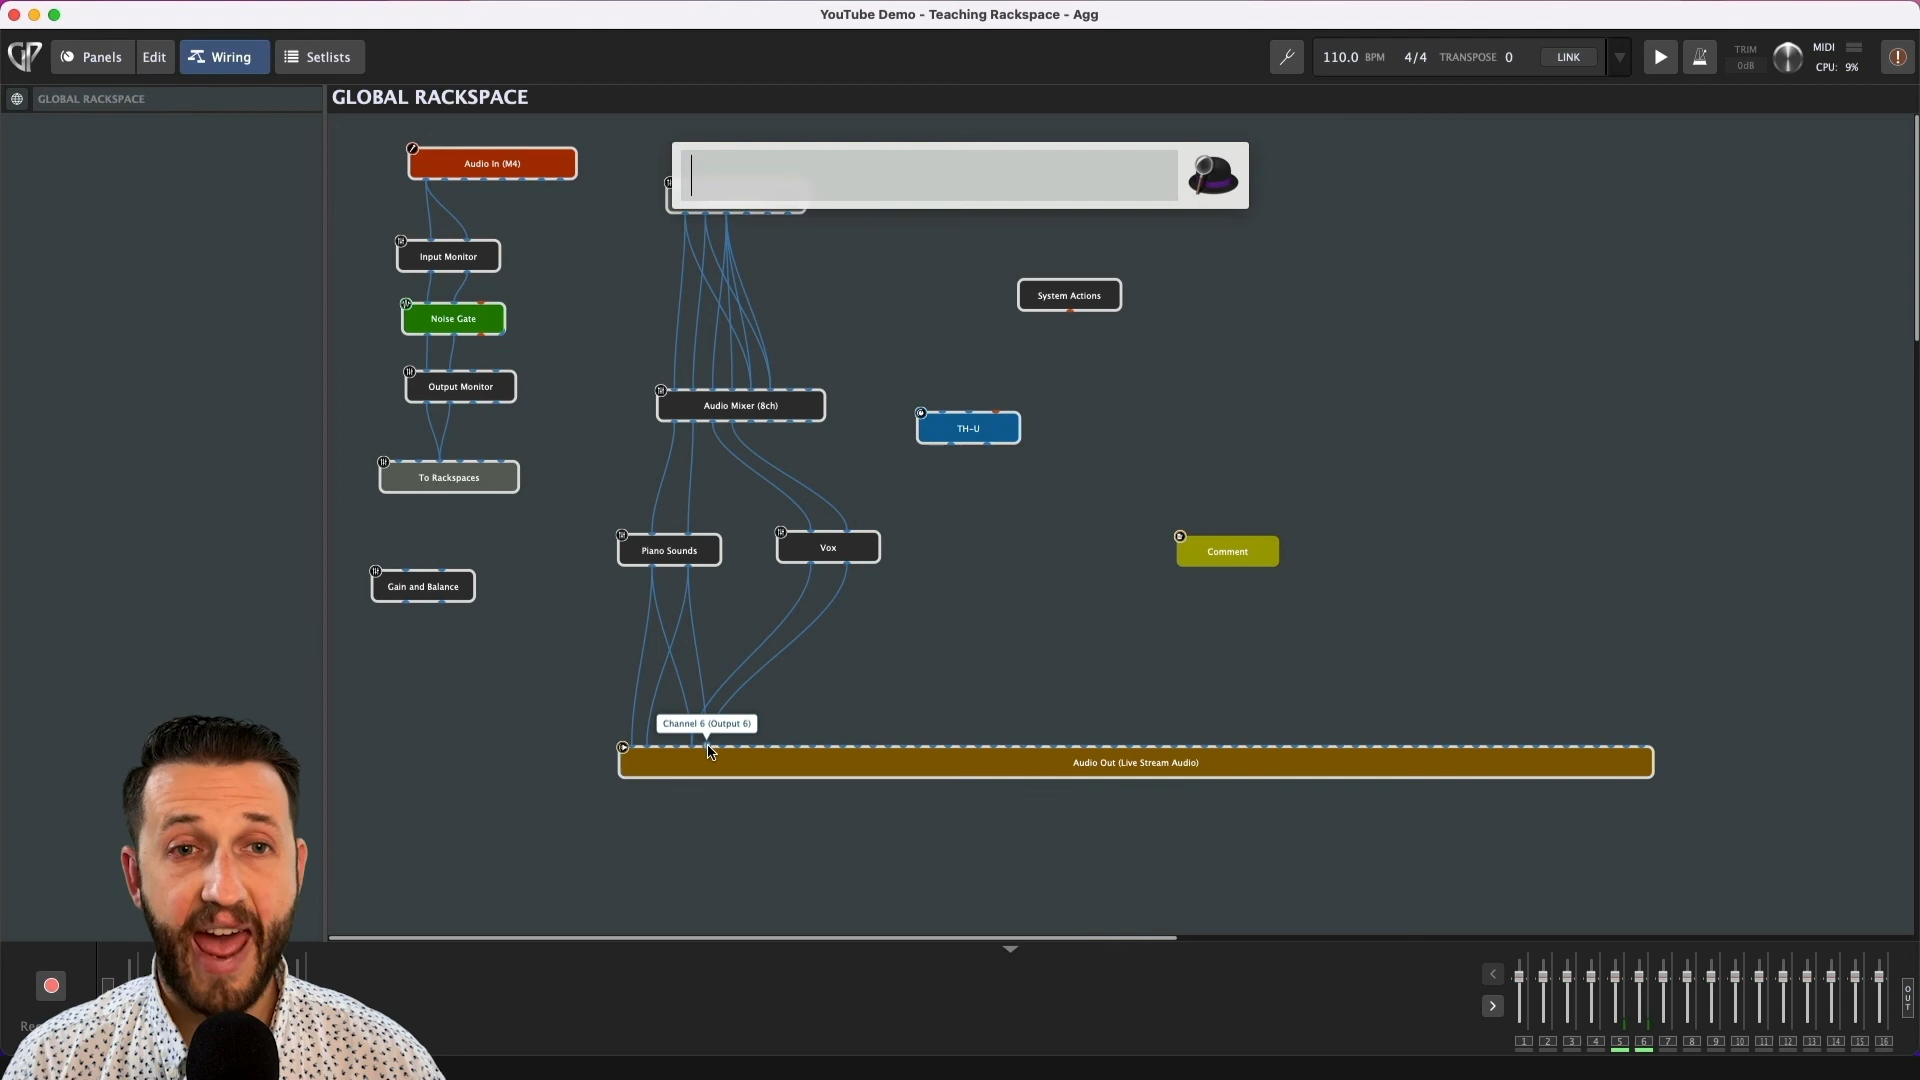 YouTube Demo - Teaching Rackspace - Agg
GP Panels Edit Wiring Setlists
110.0 BPM 4/4 TRANSPOSE 0 LINK
TRIM
0dB
MIDI
CPU: 9%
GLOBAL RACKSPACE
GLOBAL RACKSPACE
Audio In (M4)
Input Monitor
System Actions
Noise Gate
Output Monitor
Audio Mixer (8ch)
TH-U
To Rackspaces
Piano Sounds
Vox
Comment
Gain and Balance
Channel 6 (Output 6)
Audio Out (Live Stream Audio)
OUT
1 2 3 4 5 6 7 8 9 10 11 12 13 14 15 16